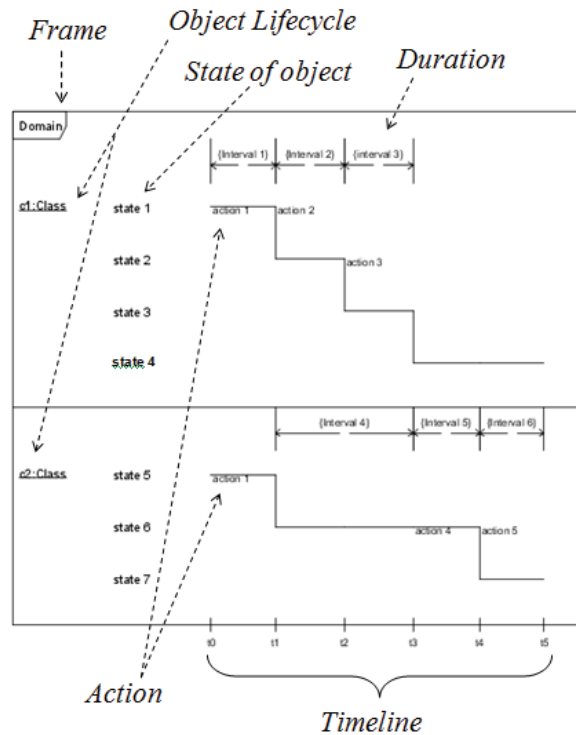 Frame
Object Lifecycle
State of object
Duration
Domain
{Interval 1} {Interval 2} {interval 3}
c1:Class
state 1
action 1
action 2
state 2
action 3
state 3
state 4
{Interval 4} {Interval 5} {Interval 6}
c2:Class
state 5
action 1
state 6
action 4
action 5
state 7
t0 t1 t2 t3 t4 t5
Action
Timeline